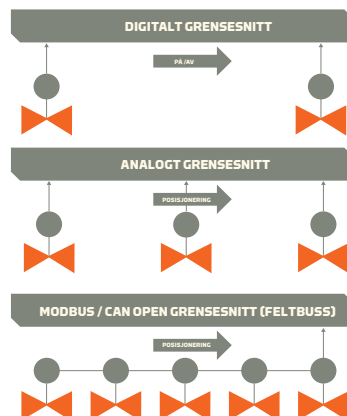 DIGITALT GRENSESNITT
PÅ /AV
ANALOGT GRENSESNITT
POSISJONERING
MODBUS / CAN OPEN GRENSESNITT (FELTBUSS)
POSISJONERING